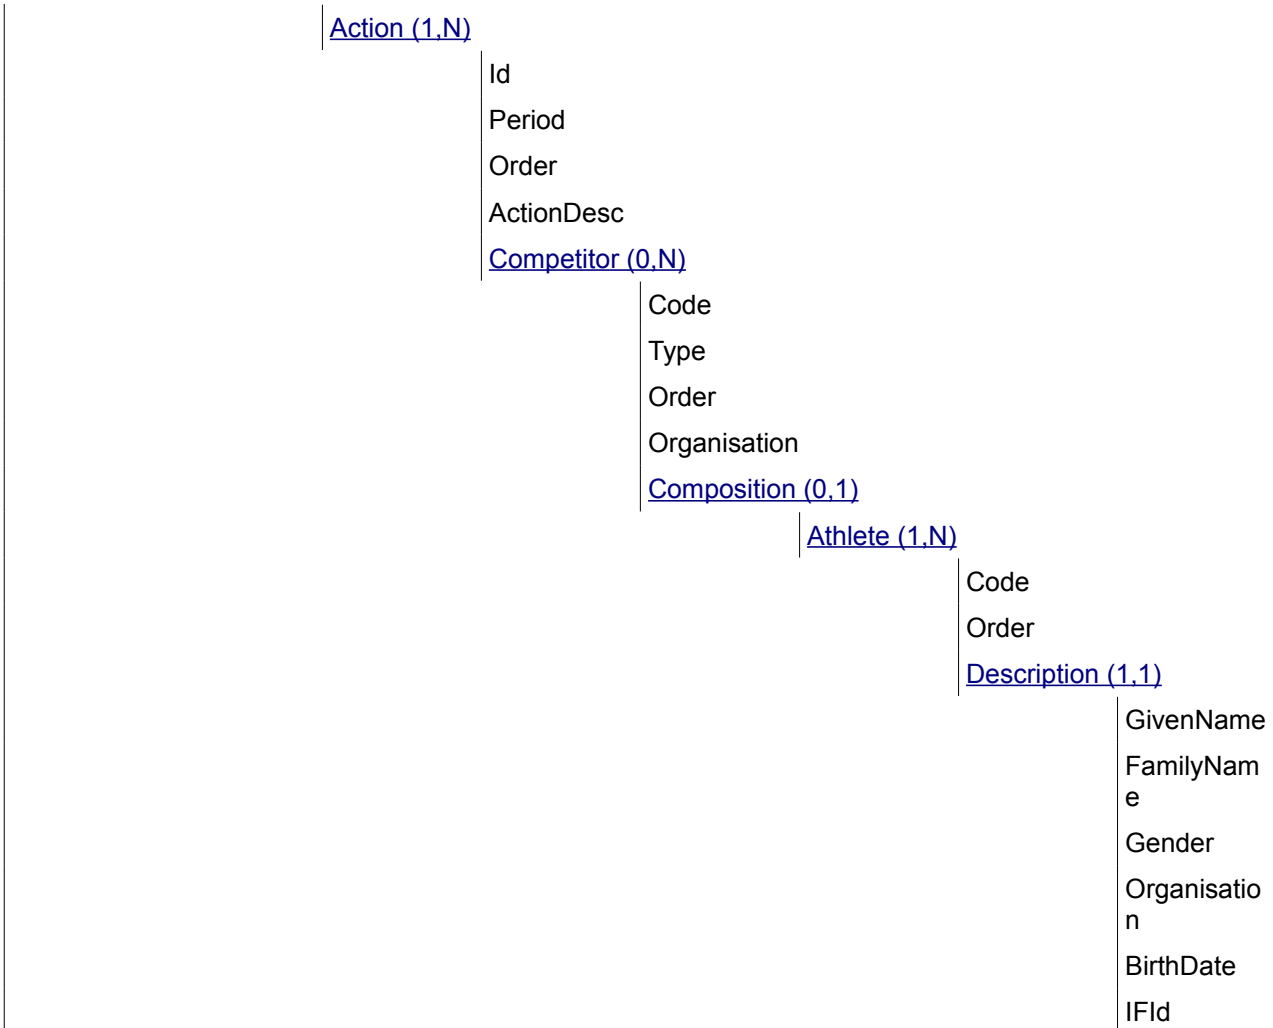 Action (1,N)
Id
Period
Order
ActionDesc
Competitor (0,N)
Code
Type
Order
Organisation
Composition (0,1)
Athlete (1,N)
Code
Order
Description (1,1)
GivenName
FamilyNam
e
Gender
Organisatio
n
BirthDate
IFId